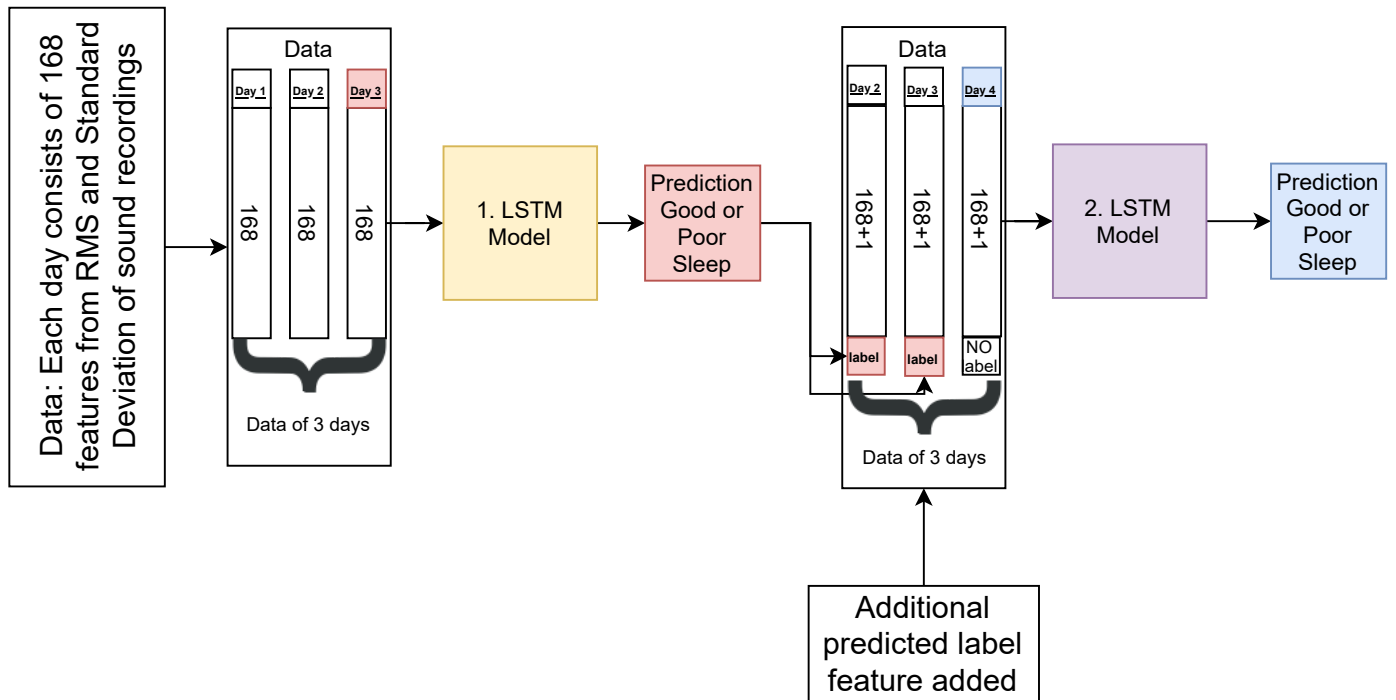 Data: Each day consists of 168
features from RMS and Standard
Deviation of sound recordings
Data
Day 1
Day 2
Day 3
168
168
168
Data of 3 days
1. LSTM
Model
Prediction
Good or
Poor
Sleep
Data
Day 2
Day 3
Day 4
168+1
168+1
168+1
label
label
NO
label
Data of 3 days
2. LSTM
Model
Prediction
Good or
Poor
Sleep
Additional
predicted label
feature added